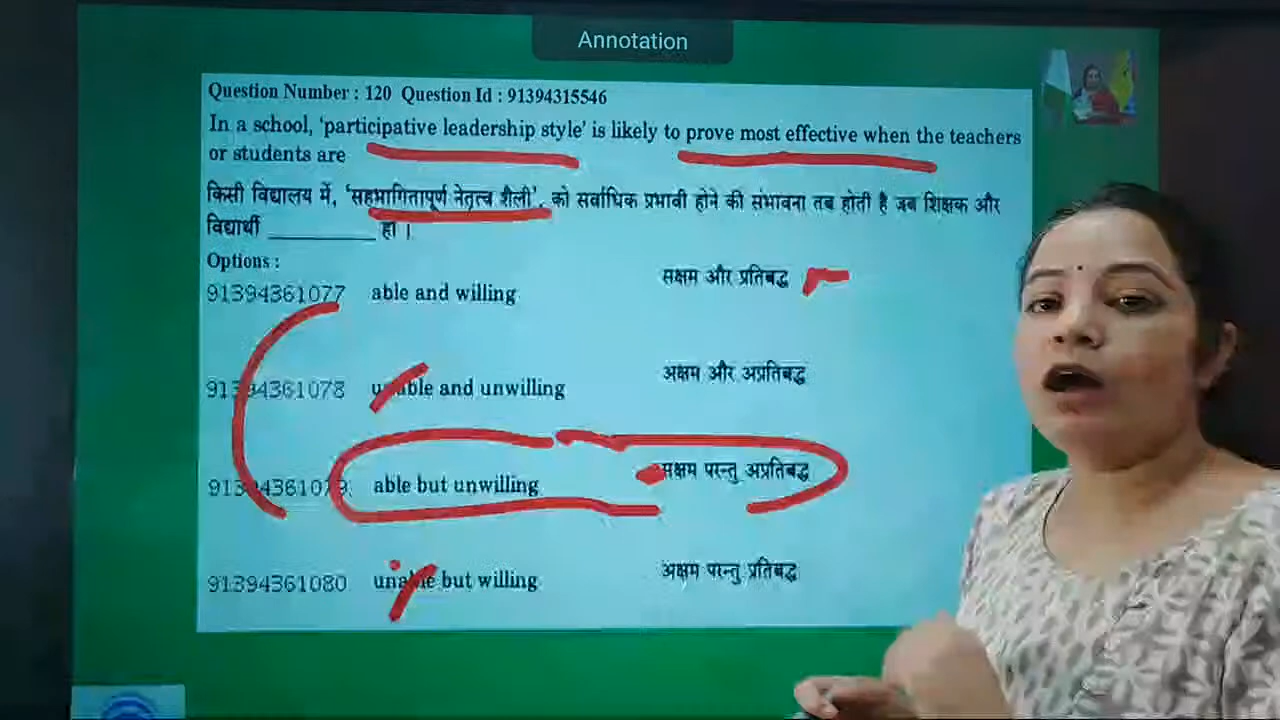 Annotation
Question Number : 120 Question Id : 91394315546
In a school, 'participative leadership style' is likely to prove most effective when the teachers
or students are
किसी विद्यालय में, 'सहभागितापूर्ण नेतृत्व शैली', को सर्वाधिक प्रभावी होने की संभावना तब होती है जब शिक्षक और
विद्यार्थी __________ हों ।
Options :
91394361077 able and willing सक्षम और प्रतिबद्ध
91394361078 unable and unwilling अक्षम और अप्रतिबद्ध
91394361079 able but unwilling सक्षम परन्तु अप्रतिबद्ध
91394361080 unable but willing अक्षम परन्तु प्रतिबद्ध